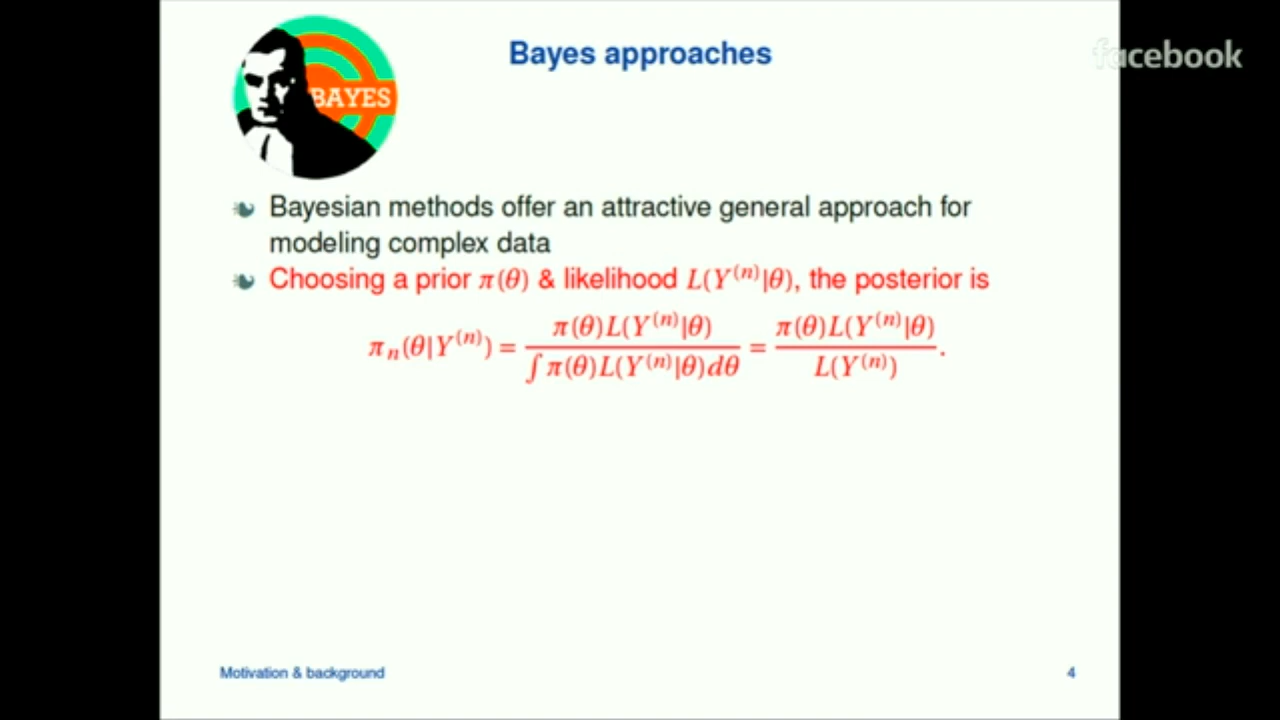 Bayes approaches
facebook
BAYES
Bayesian methods offer an attractive general approach for
modeling complex data
Choosing a prior π(θ) & likelihood L(Y^(n)|θ), the posterior is
π_n(θ|Y^(n)) = π(θ)L(Y^(n)|θ) / ∫ π(θ)L(Y^(n)|θ)dθ = π(θ)L(Y^(n)|θ) / L(Y^(n)) .
Motivation & background
4